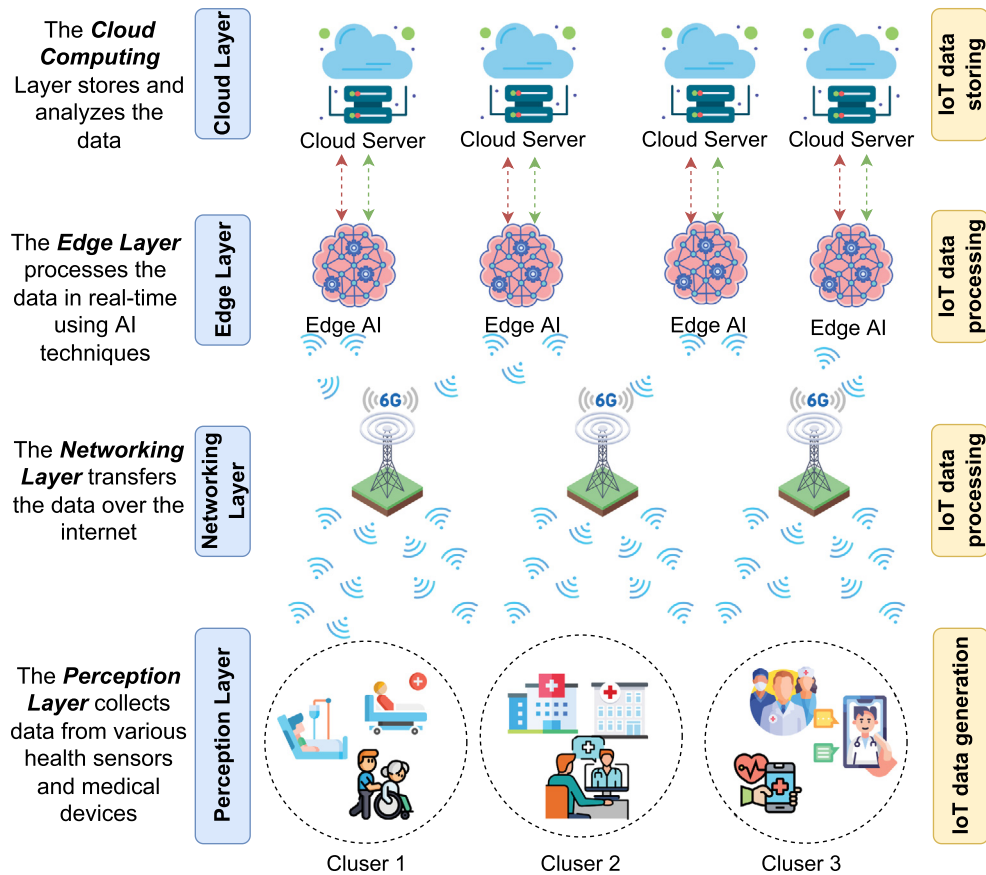 The Cloud
Computing
Layer stores and
analyzes the
data
Cloud Layer
Cloud Server
Cloud Server
Cloud Server
Cloud Server
IoT data
storing
The Edge Layer
processes the
data in real-time
using AI
techniques
Edge Layer
Edge AI
Edge AI
Edge AI
Edge AI
IoT data
processing
The Networking
Layer transfers
the data over the
internet
Networking
Layer
6G
6G
6G
IoT data
processing
The Perception
Layer collects
data from various
health sensors
and medical
devices
Perception Layer
Cluser 1
Cluser 2
Cluser 3
IoT data generation